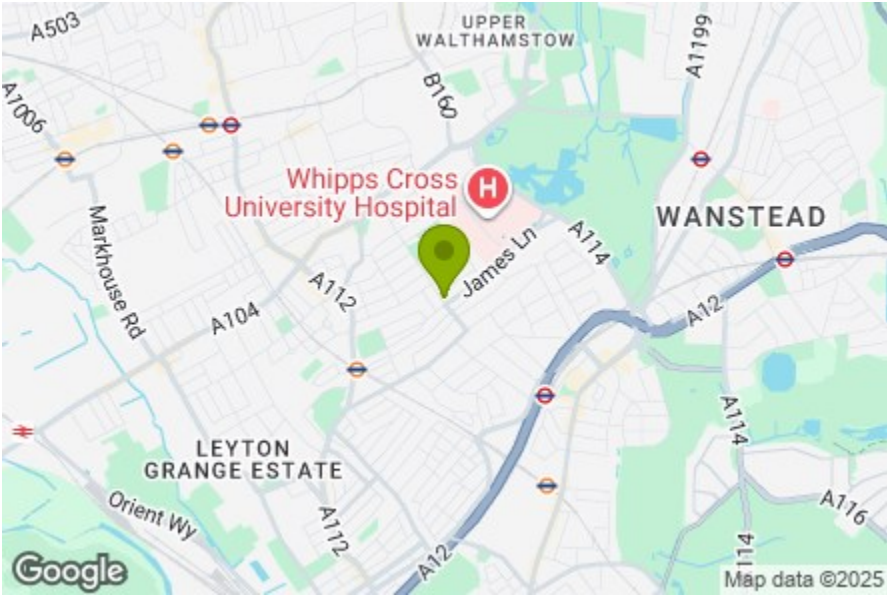 A503
UPPER
WALTHAMSTOW
A1199
A1006
B160
Whipps Cross
University Hospital
H
WANSTEAD
Markhouse Rd
James Ln
A114
A112
A104
A12
A114
LEYTON
GRANGE ESTATE
Orient Wy
A112
A12
A116
114
Google
Map data ©2025